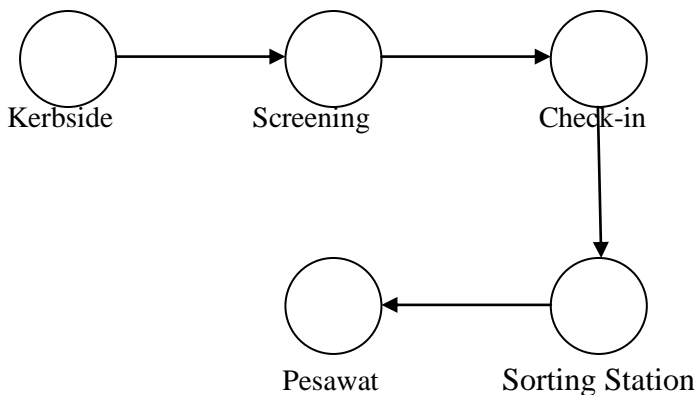 Kerbside
Screening
Check-in
Pesawat
Sorting Station